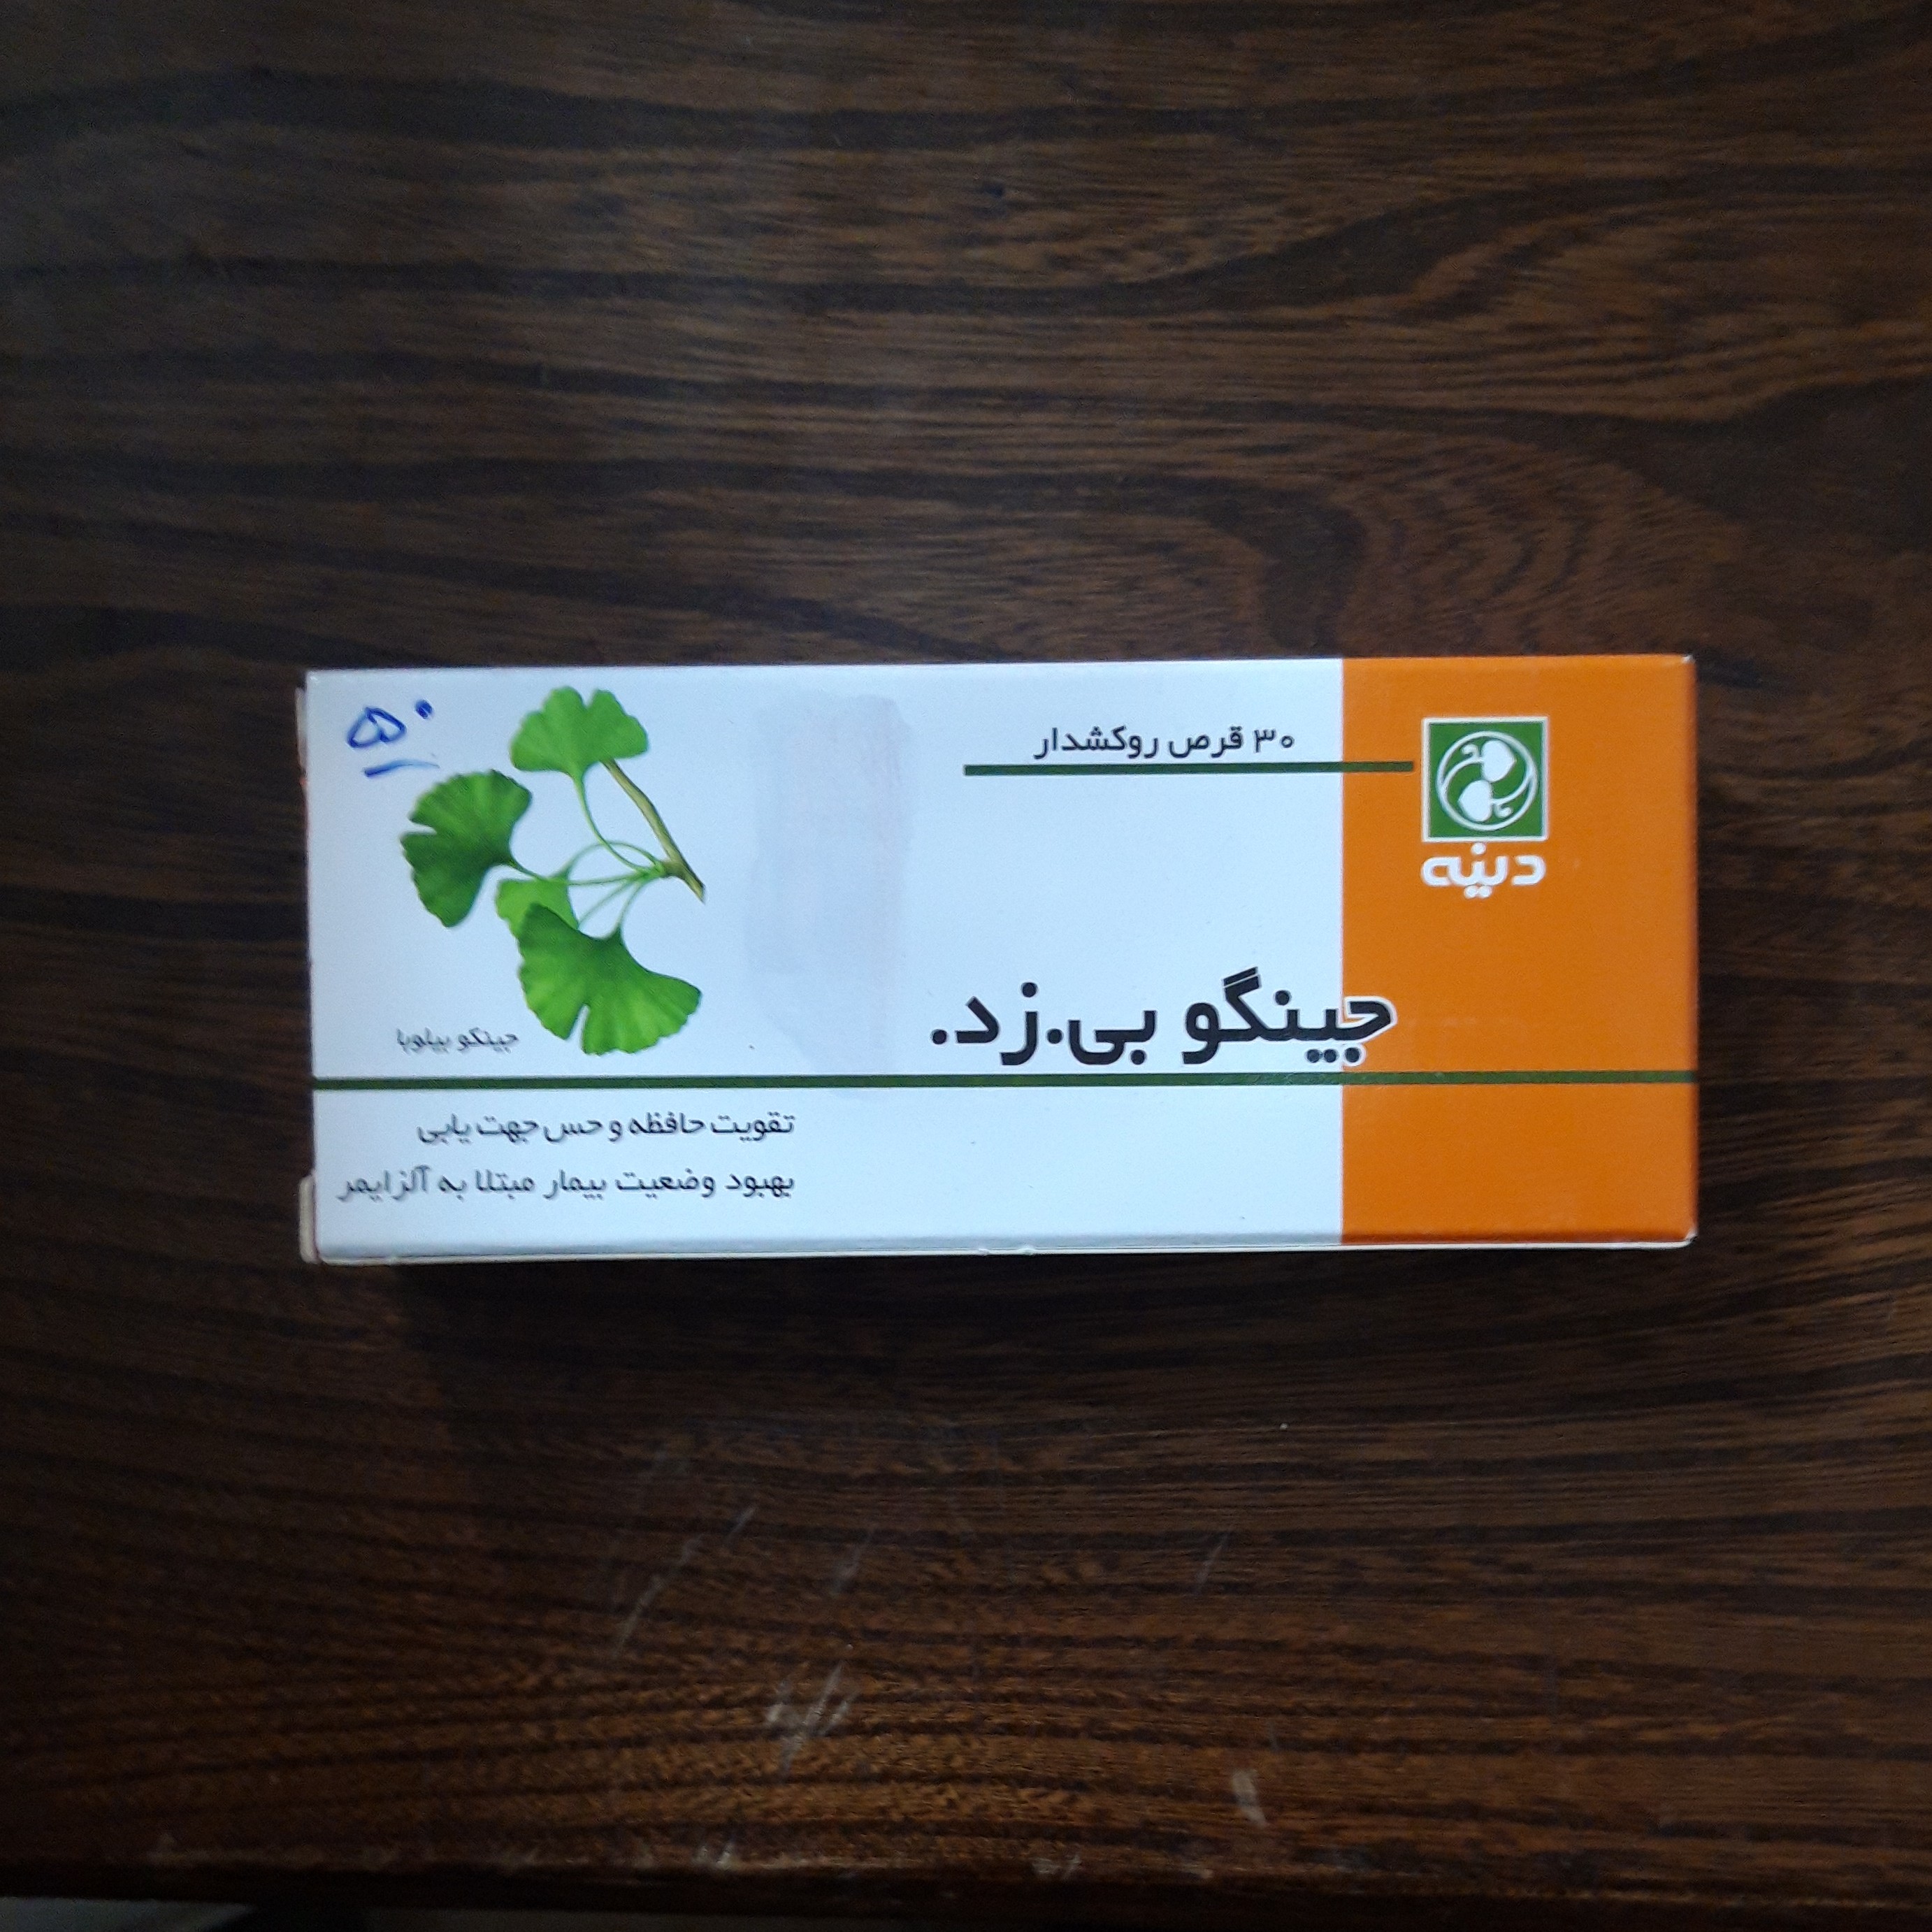 ۳۰ قرص روکشدار
دینه
جینگو بی.زد.
۵۰
جینکو بیلوبا
تقویت حافظه و حس جهت یابی
بهبود وضعیت بیمار مبتلا به آلزایمر